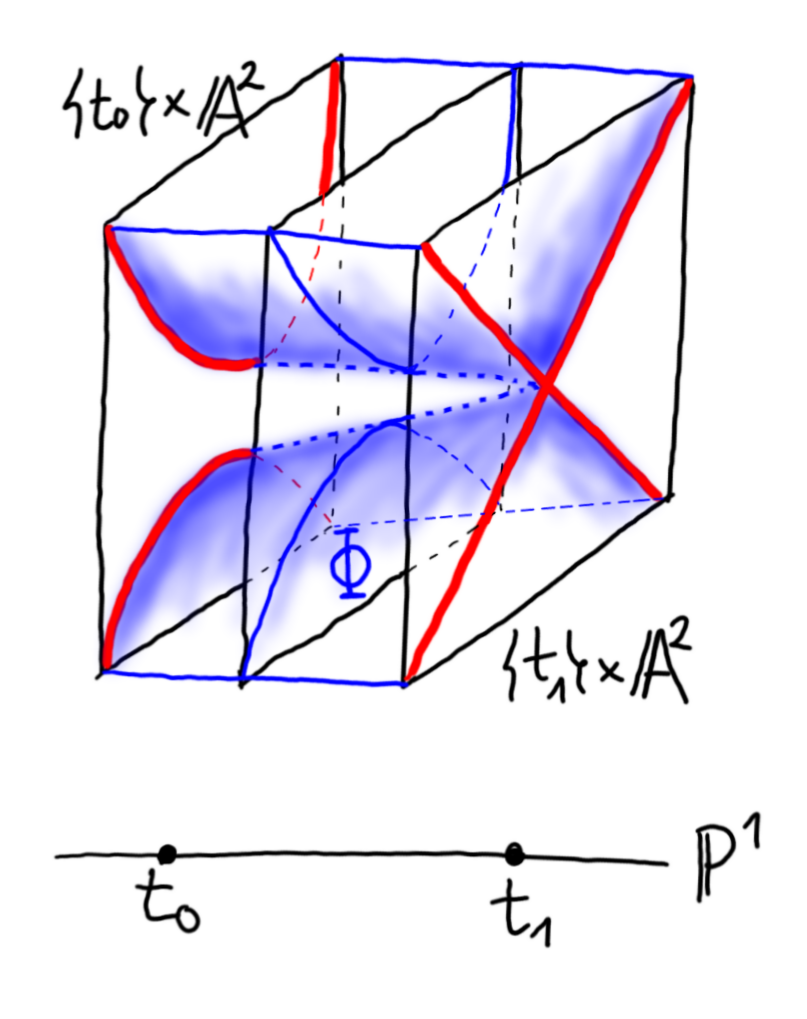 {t₀}×𝔸²
Φ
{t₁}×𝔸²
ℙ¹
t₀
t₁